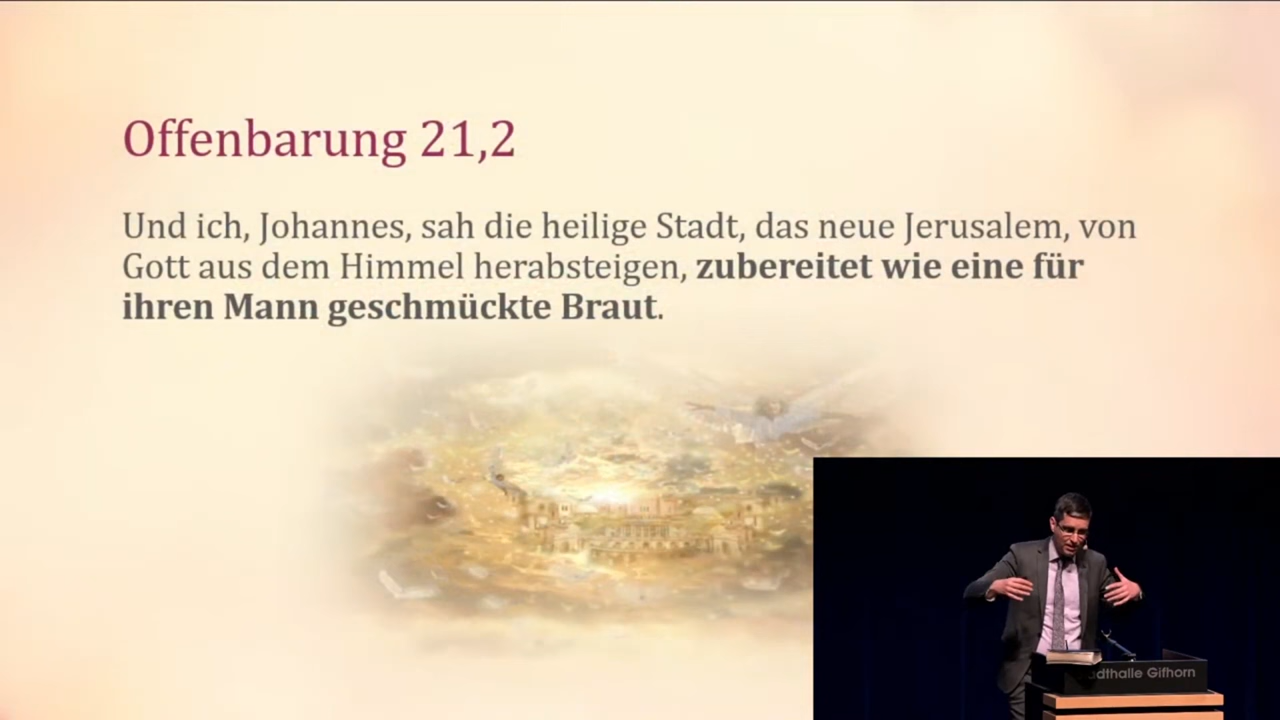 Offenbarung 21,2
Und ich, Johannes, sah die heilige Stadt, das neue Jerusalem, von
Gott aus dem Himmel herabsteigen, zubereitet wie eine für
ihren Mann geschmückte Braut.
adthalle Gifhorn